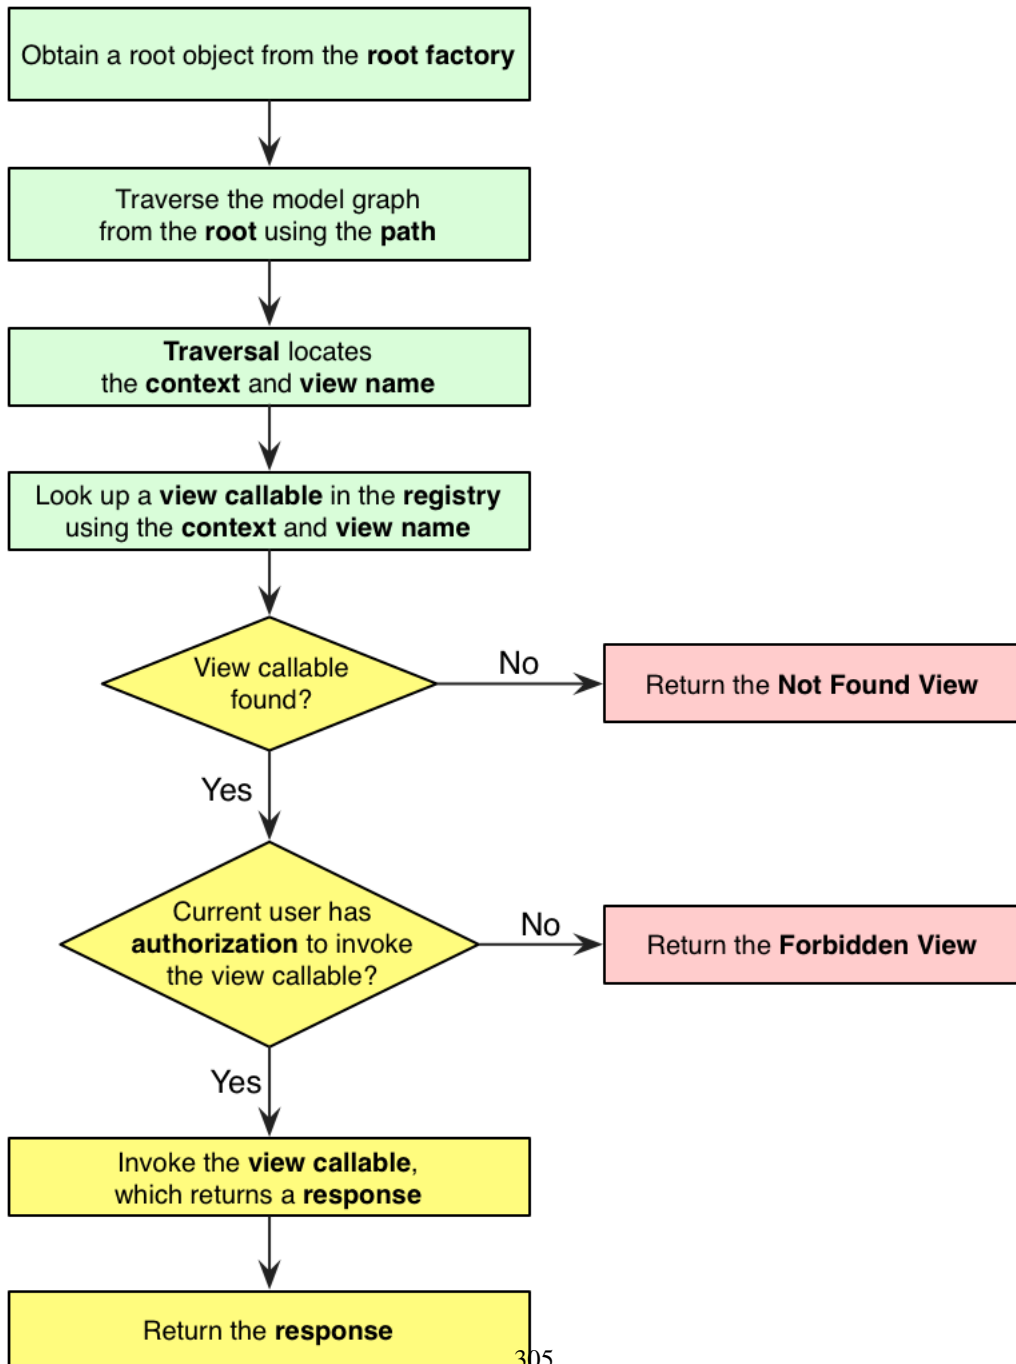 Obtain a root object from the root factory
Traverse the model graph
from the root using the path
Traversal locates
the context and view name
Look up a view callable in the registry
using the context and view name
View callable
found?
No
Return the Not Found View
Yes
Current user has
authorization to invoke
the view callable?
No
Return the Forbidden View
Yes
Invoke the view callable,
which returns a response
Return the response
305